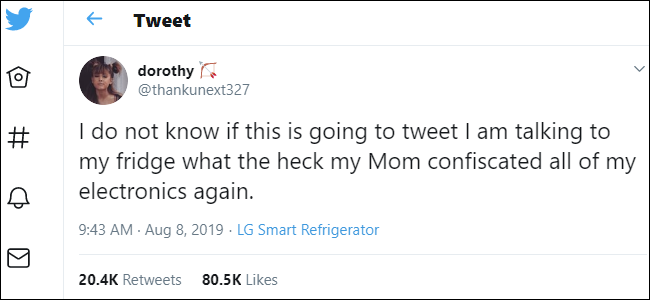 Tweet
dorothy 🏹
@thankunext327
I do not know if this is going to tweet I am talking to
my fridge what the heck my Mom confiscated all of my
electronics again.
9:43 AM · Aug 8, 2019 · LG Smart Refrigerator
20.4K Retweets 80.5K Likes